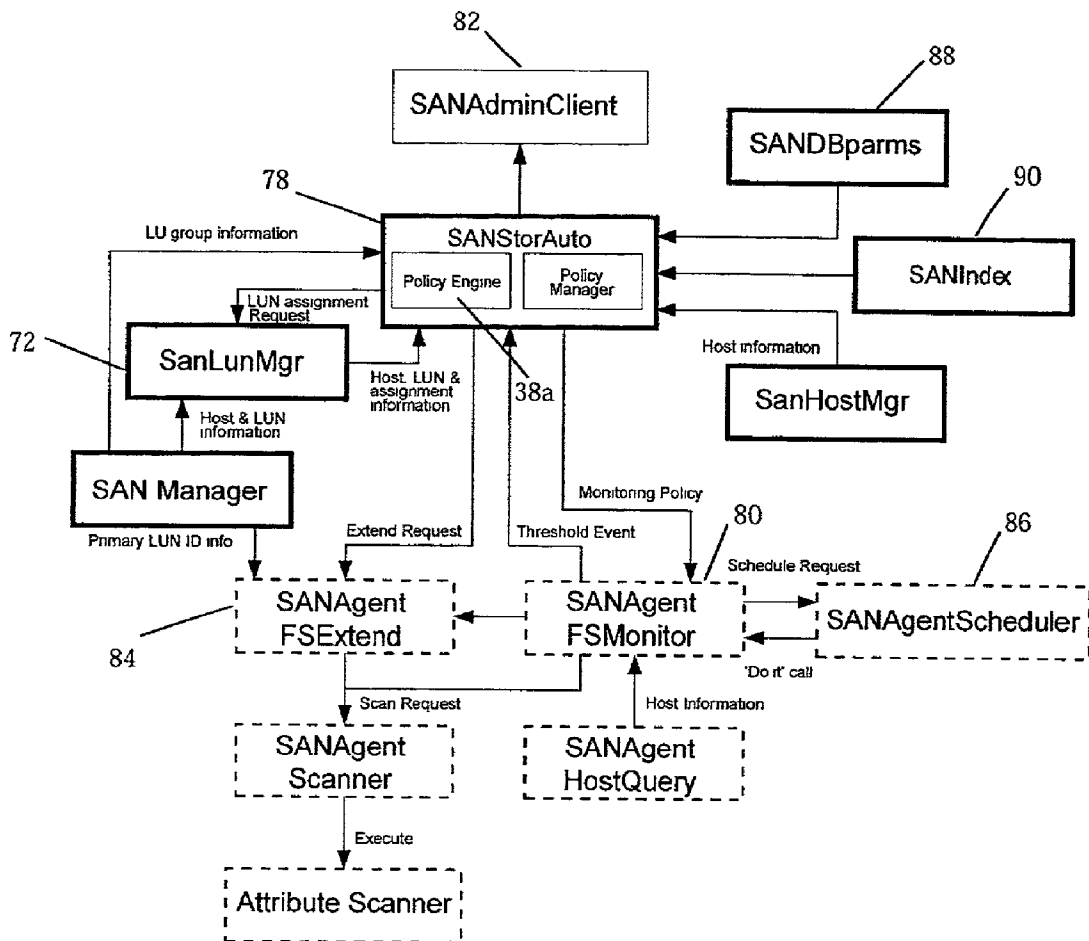 82
SANAdminClient
88
SANDBparms
78
90
LU group information
SANStorAuto
Policy Engine
Policy
Manager
SANIndex
LUN assignment
Request
72
SanLunMgr
Host, LUN &
assignment
information
38a
Host information
SanHostMgr
Host & LUN
information
SAN Manager
Monitoring Policy
Primary LUN ID info
Extend Request
Threshold Event
80
86
Schedule Request
SANAgent
FSExtend
SANAgent
FSMonitor
SANAgentScheduler
84
'Do it' call
Scan Request
Host Information
SANAgent
Scanner
SANAgent
HostQuery
Execute
Attribute Scanner